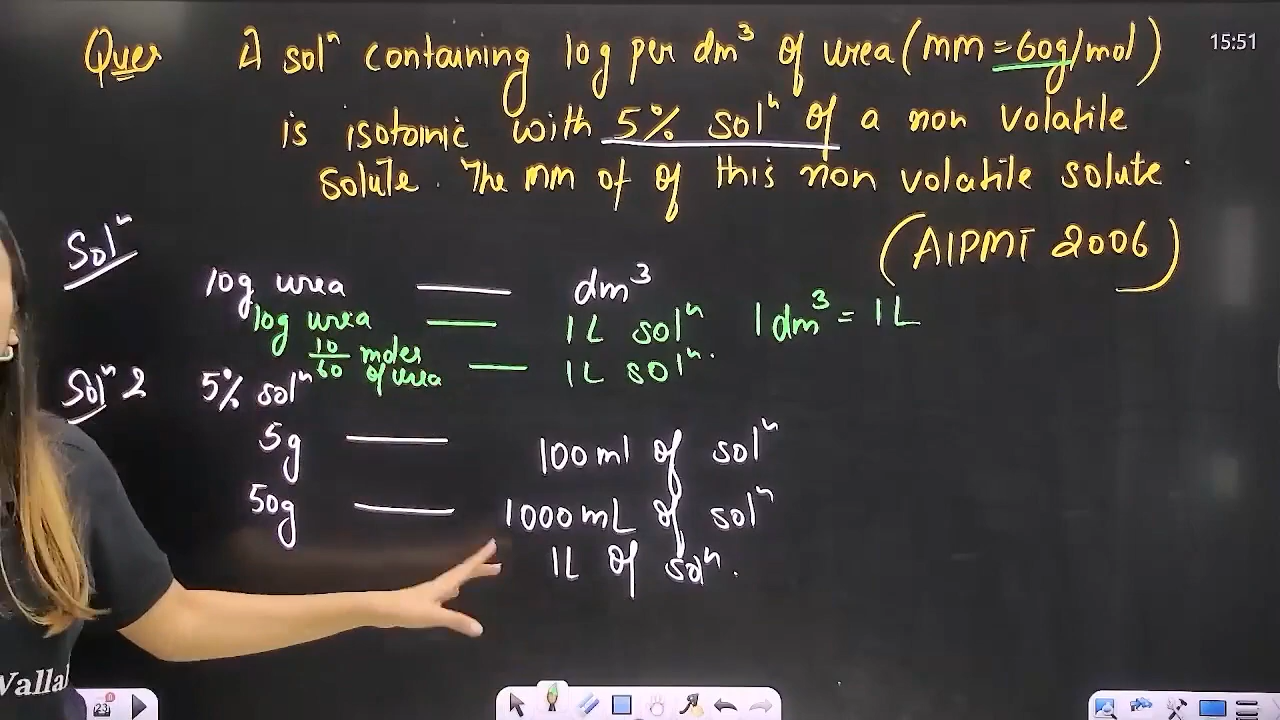 15:51
Ques A solⁿ containing 10g per dm³ of urea (mm = 60g/mol)
is isotonic with 5% solⁿ of a non volatile
solute. The mm of of this non volatile solute.
(AIPMT 2006)
Solⁿ
10g urea — dm³
10g urea — 1L solⁿ 1dm³ = 1L
10/60 moles of urea — 1L solⁿ.
Solⁿ 2 5% solⁿ
5g — 100ml of solⁿ
50g — 1000mL of solⁿ
1L of solⁿ.
Walla